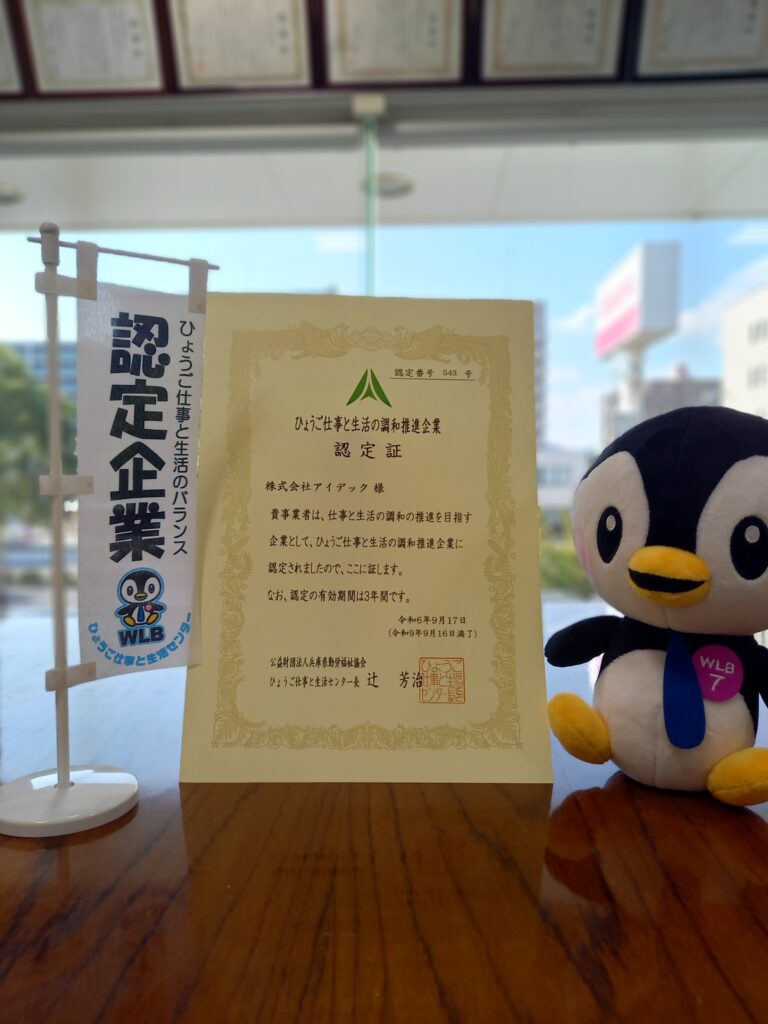 ひょうご仕事と生活のバランス
認定企業
WLB
ひょうご仕事と生活センター
認定番号 543 号
ひょうご仕事と生活の調和推進企業
認定証
株式会社アイデック 様
貴事業者は、仕事と生活の調和の推進を目指す
企業として、ひょうご仕事と生活の調和推進企業に
認定されましたので、ここに証します。
なお、認定の有効期間は3年間です。
令和6年9月17日
(令和9年9月16日満了)
公益財団法人兵庫県勤労福祉協会
ひょうご仕事と生活センター長 辻 芳治
WLB
7